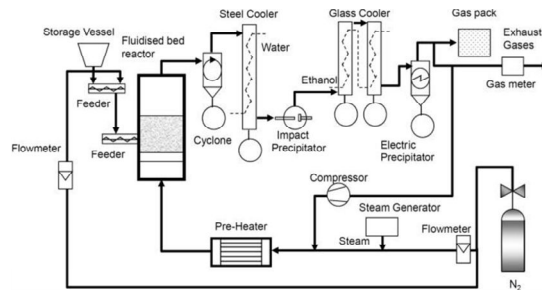 Storage Vessel
Fluidised bed
reactor
Steel Cooler
Water
Glass Cooler
Gas pack
Exhaust
Gases
Gas meter
Feeder
Feeder
Flowmeter
Cyclone
Ethanol
Impact
Precipitator
Electric
Precipitator
Compressor
Steam Generator
Steam
Pre-Heater
Flowmeter
N2